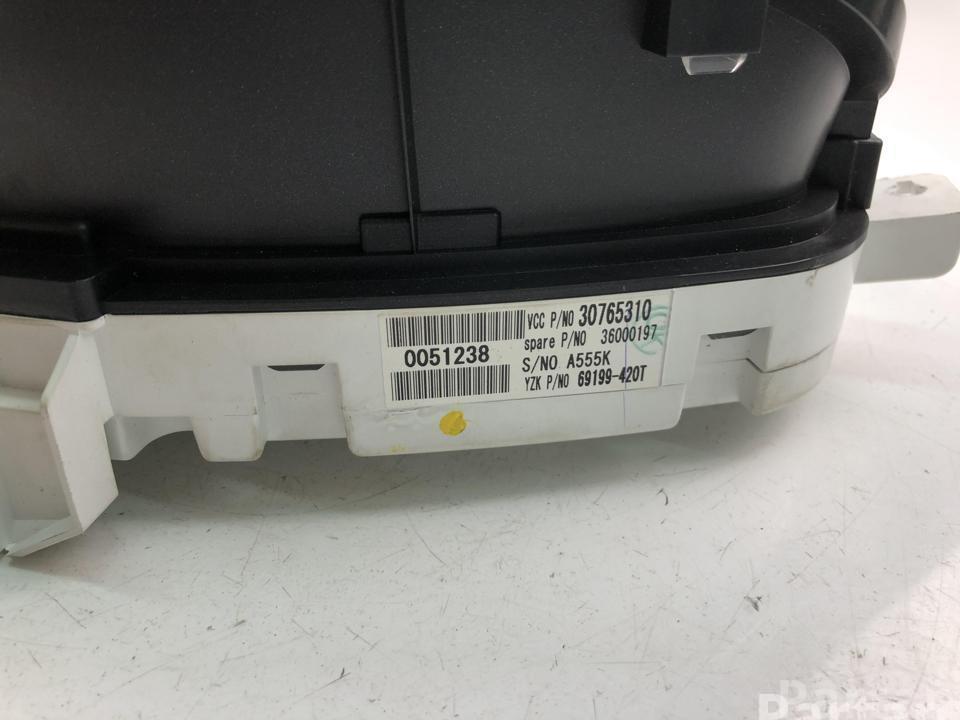 VCC P/NO 30765310
spare P/NO 36000197
0051238
S/NO A555K
YZK P/NO 69199-420T